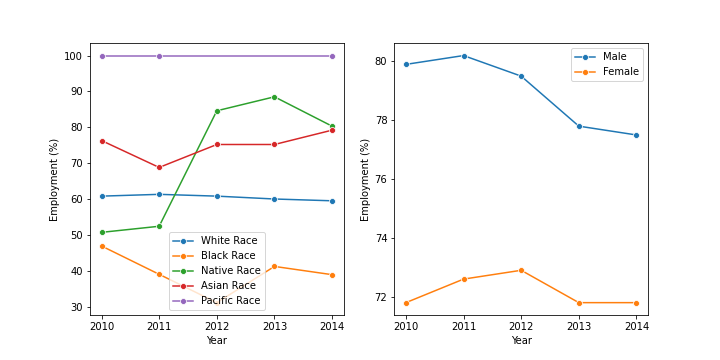 100
90
80
70
60
50
40
30
Employment (%)
2010 2011 2012 2013 2014
Year
White Race
Black Race
Native Race
Asian Race
Pacific Race
80
78
76
74
72
Employment (%)
2010 2011 2012 2013 2014
Year
Male
Female